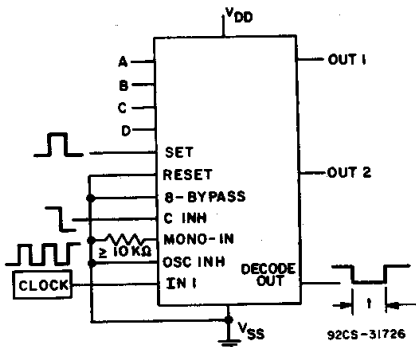 VDD
A
B
C
D
SET
RESET
8-BYPASS
C INH
MONO-IN
≥ 10 KΩ
OSC INH
CLOCK
IN 1
OUT 1
OUT 2
DECODE
OUT
t
VSS
92CS-31726